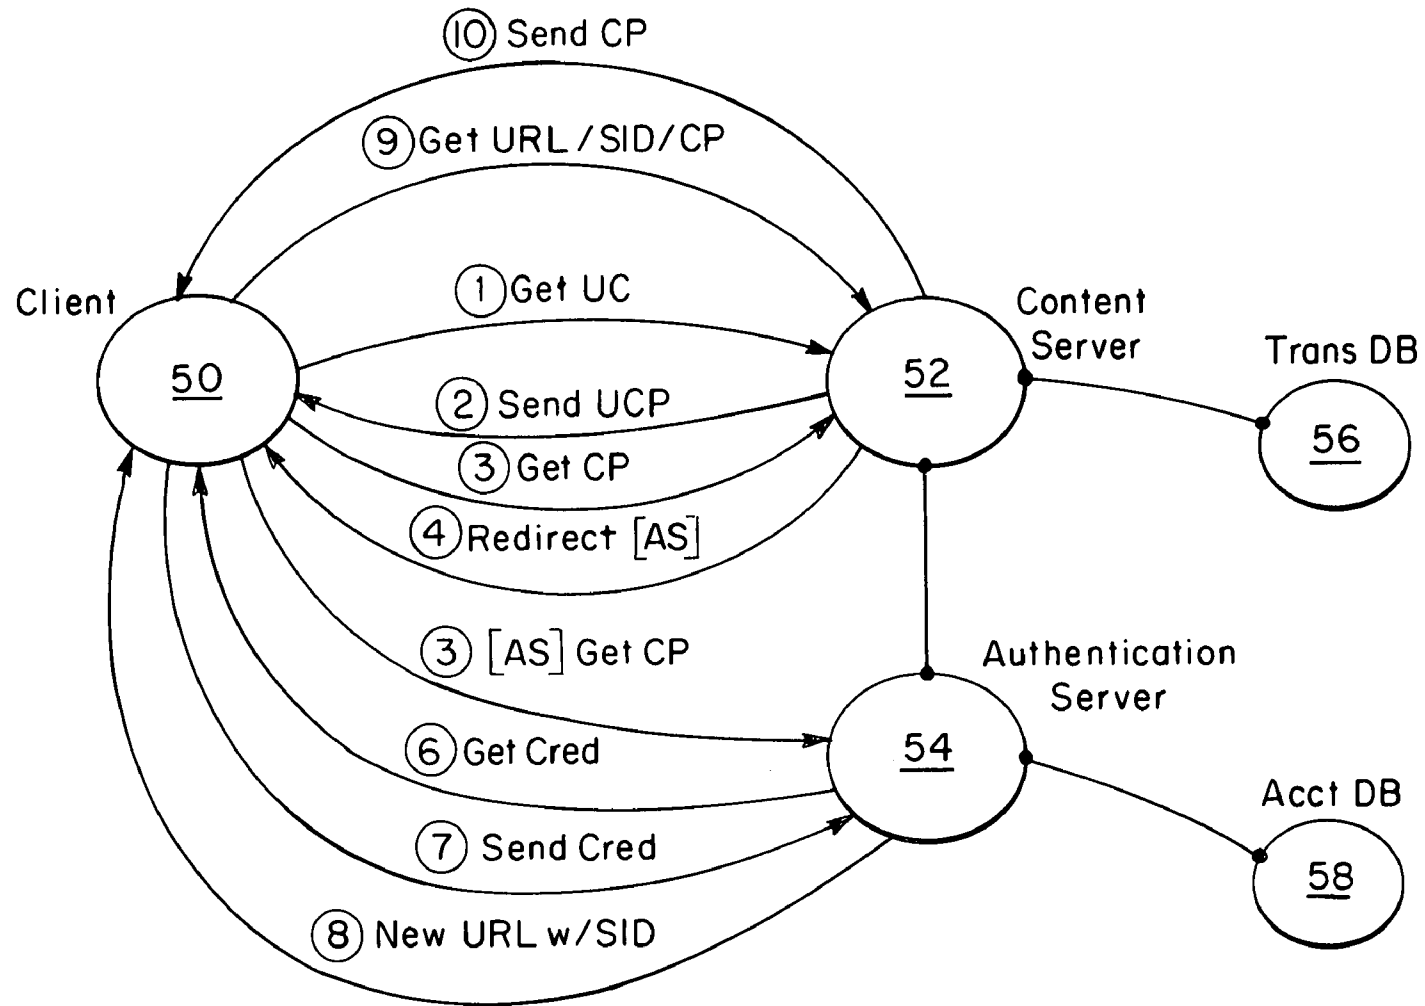 ⑩ Send CP
⑨ Get URL / SID / CP
① Get UC
Client
Content
Server
Trans DB
50
52
② Send UCP
56
③ Get CP
④ Redirect [AS]
③ [AS] Get CP
Authentication
Server
⑥ Get Cred
54
Acct DB
⑦ Send Cred
58
⑧ New URL w/SID